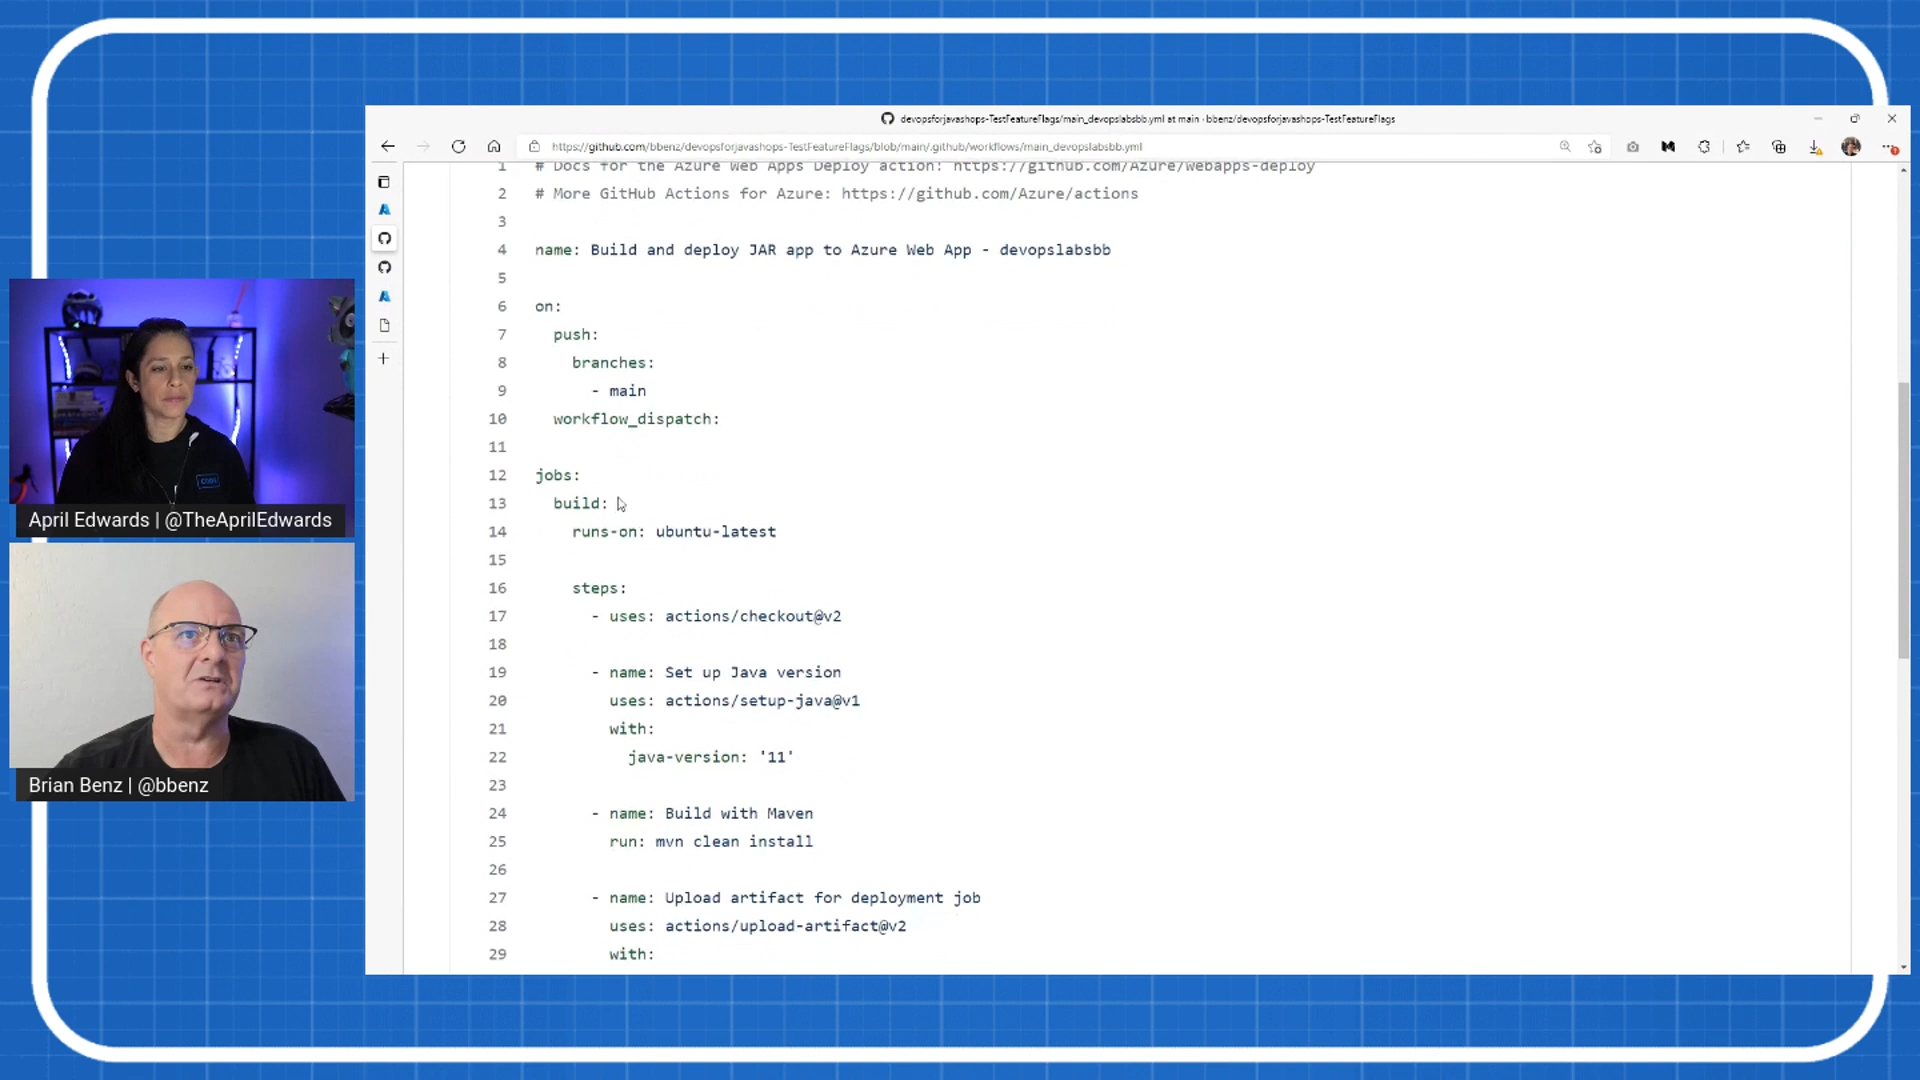 devopsforjavashops-TestFeatureFlags/main_devopslabsbb.yml at main · bbenz/devopsforjavashops-TestFeatureFlags
https://github.com/bbenz/devopsforjavashops-TestFeatureFlags/blob/main/.github/workflows/main_devopslabsbb.yml
1 # Docs for the Azure Web Apps Deploy action: https://github.com/Azure/webapps-deploy
2 # More GitHub Actions for Azure: https://github.com/Azure/actions
3
4 name: Build and deploy JAR app to Azure Web App - devopslabsbb
5
6 on:
7 push:
8 branches:
9 - main
10 workflow_dispatch:
11
12 jobs:
13 build:
14 runs-on: ubuntu-latest
15
16 steps:
17 - uses: actions/checkout@v2
18
19 - name: Set up Java version
20 uses: actions/setup-java@v1
21 with:
22 java-version: '11'
23
24 - name: Build with Maven
25 run: mvn clean install
26
27 - name: Upload artifact for deployment job
28 uses: actions/upload-artifact@v2
29 with:
April Edwards | @TheAprilEdwards
Brian Benz | @bbenz